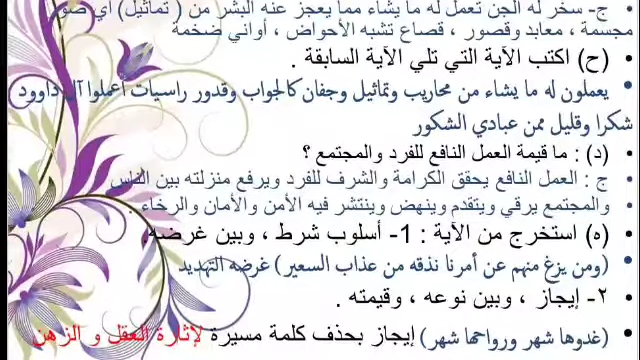 ج- سخر له الجن تعمل له ما يشاء مما يعجز عنه البشر من ( تماثيل) أي صور
مجسمة ، معابد وقصور ، قصاع تشبه الأحواض ، أواني ضخمة
(ح) اكتب الآية التي تلي الآية السابقة .
يعملون له ما يشاء من محاريب وتماثيل وجفان كالجواب وقدور راسيات اعملوا آل داوود
شكرا وقليل ممن عبادي الشكور
(د) : ما قيمة العمل النافع للفرد والمجتمع ؟
ج : العمل النافع يحقق الكرامة والشرف للفرد ويرفع منزلته بين الناس
والمجتمع يرقي ويتقدم وينهض وينتشر فيه الأمن والأمان والرخاء .
(ه) استخرج من الآية : 1- أسلوب شرط ، وبين غرضه.
(ومن يزغ منهم عن أمرنا نذقه من عذاب السعير) غرضه التهديد
٢- إيجاز ، وبين نوعه ، وقيمته .
(غدوها شهر ورواحها شهر) إيجاز بحذف كلمة مسيرة لإثارة العقل و الزهن